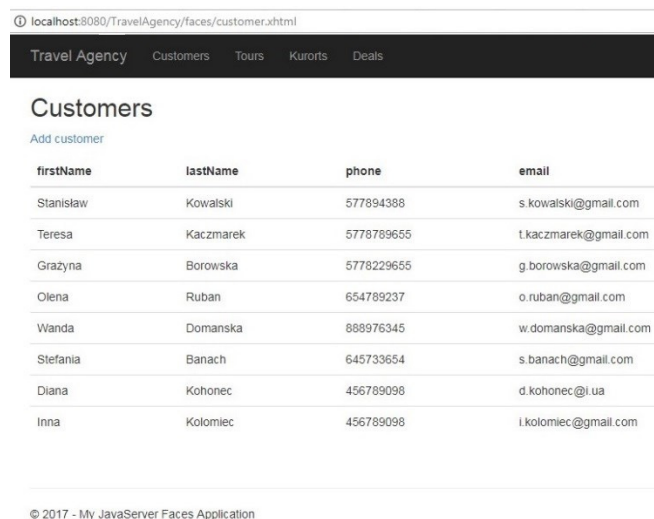 localhost:8080/TravelAgency/faces/customer.xhtml
Travel Agency Customers Tours Kurorts Deals
Customers
Add customer
firstName lastName phone email
Stanisław Kowalski 577894388 s.kowalski@gmail.com
Teresa Kaczmarek 5778789655 t.kaczmarek@gmail.com
Grażyna Borowska 5778229655 g.borowska@gmail.com
Olena Ruban 654789237 o.ruban@gmail.com
Wanda Domanska 888976345 w.domanska@gmail.com
Stefania Banach 645733654 s.banach@gmail.com
Diana Kohonec 456789098 d.kohonec@i.ua
Inna Kolomiec 456789098 i.kolomiec@gmail.com
© 2017 - My JavaServer Faces Application